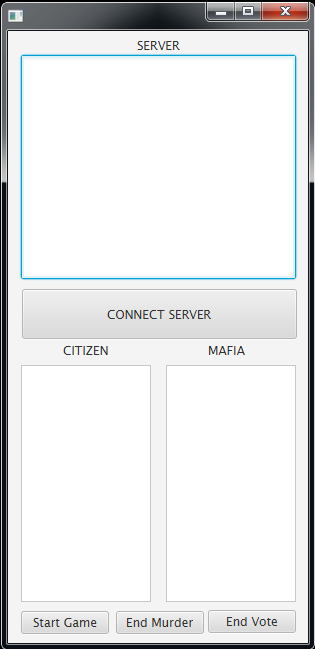 SERVER
CONNECT SERVER
CITIZEN MAFIA
Start Game End Murder End Vote